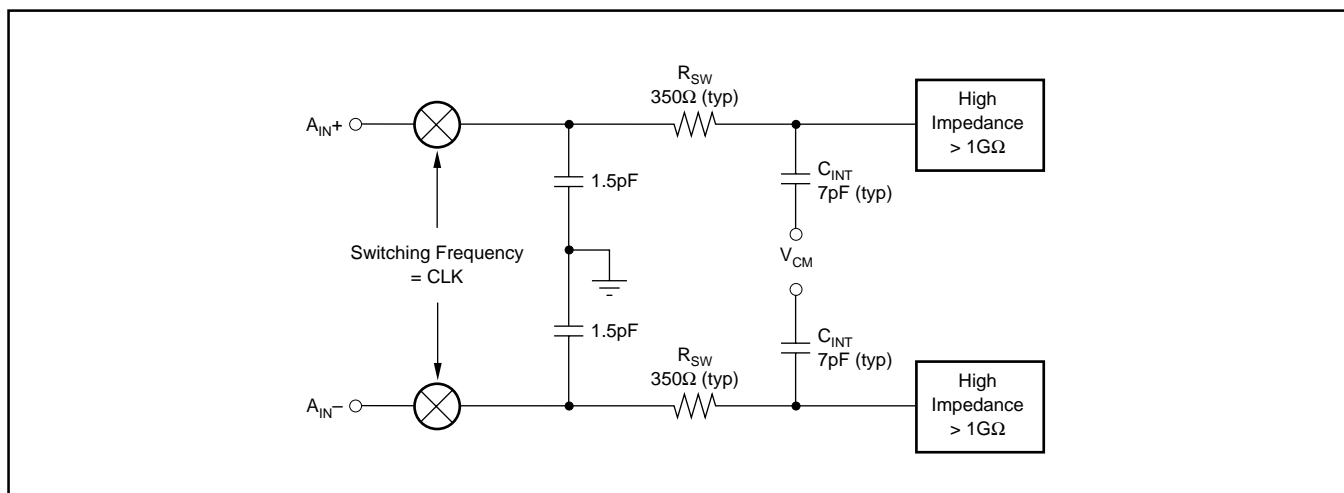 R_SW
350Ω (typ)
High
Impedance
> 1GΩ
A_IN+
1.5pF
C_INT
7pF (typ)
Switching Frequency
= CLK
V_CM
1.5pF
C_INT
7pF (typ)
R_SW
350Ω (typ)
High
Impedance
> 1GΩ
A_IN–